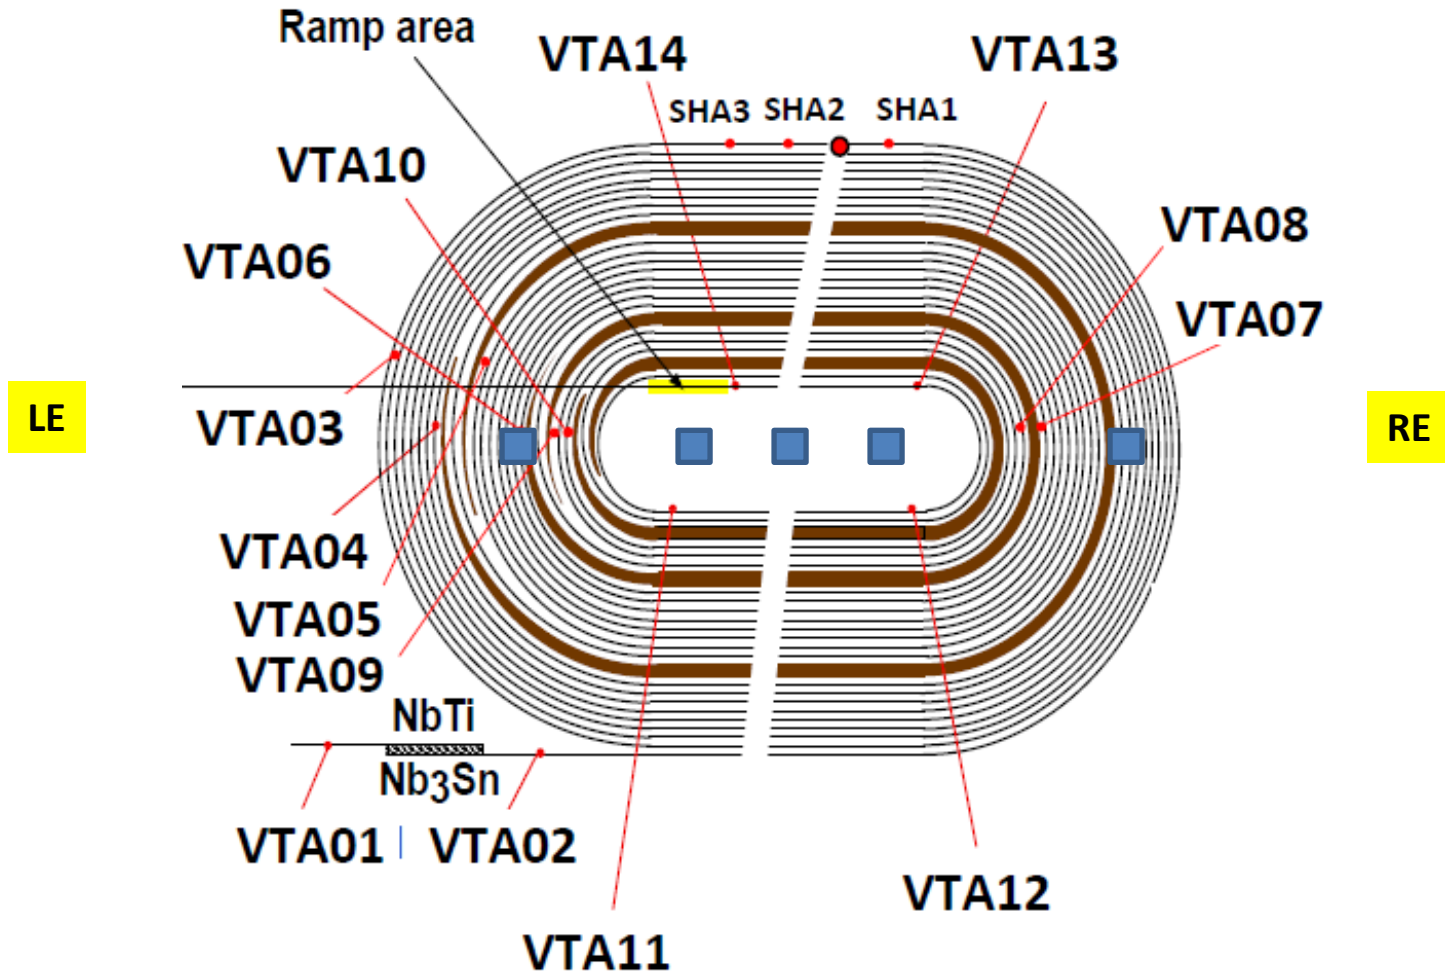 Ramp area
VTA14
VTA13
SHA3
SHA2
SHA1
VTA10
VTA08
VTA06
VTA07
LE
VTA03
RE
VTA04
VTA05
VTA09
NbTi
Nb₃Sn
VTA01
VTA02
VTA12
VTA11